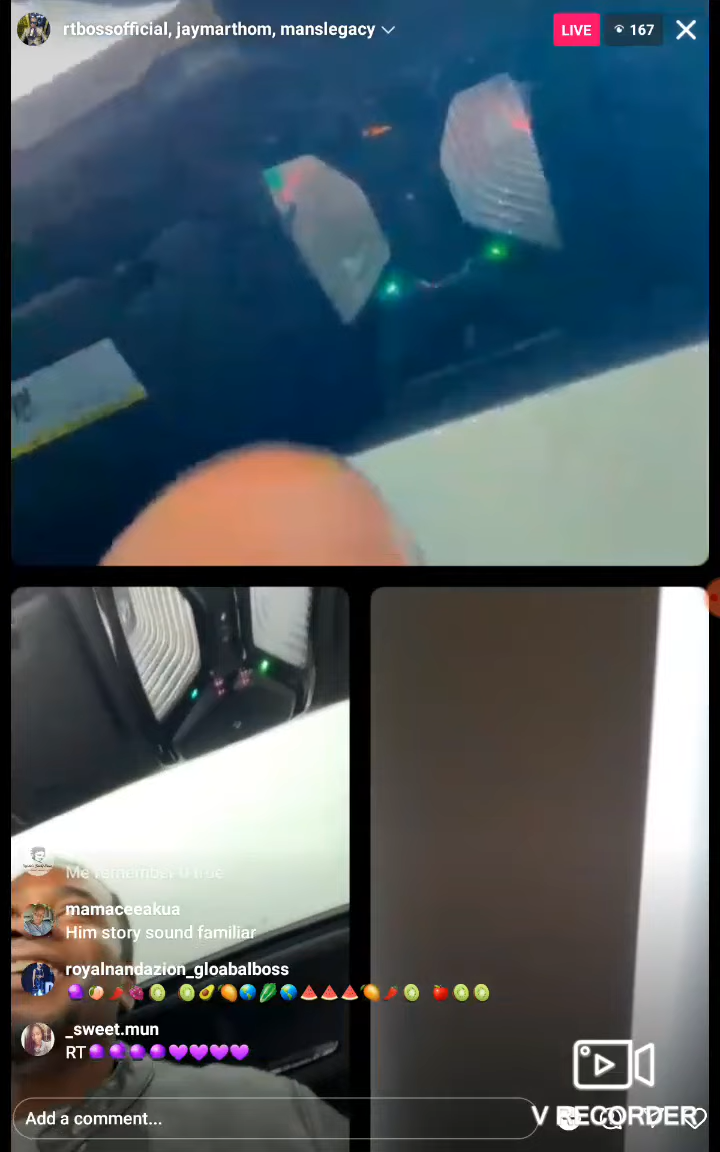 rtbossofficial, jaymarthom, manslegacy
LIVE
167
Me remember U true
mamaceeakua
Him story sound familiar
royalnandazion_gloabalboss
_sweet.mun
RT
Add a comment...
V RECORDER